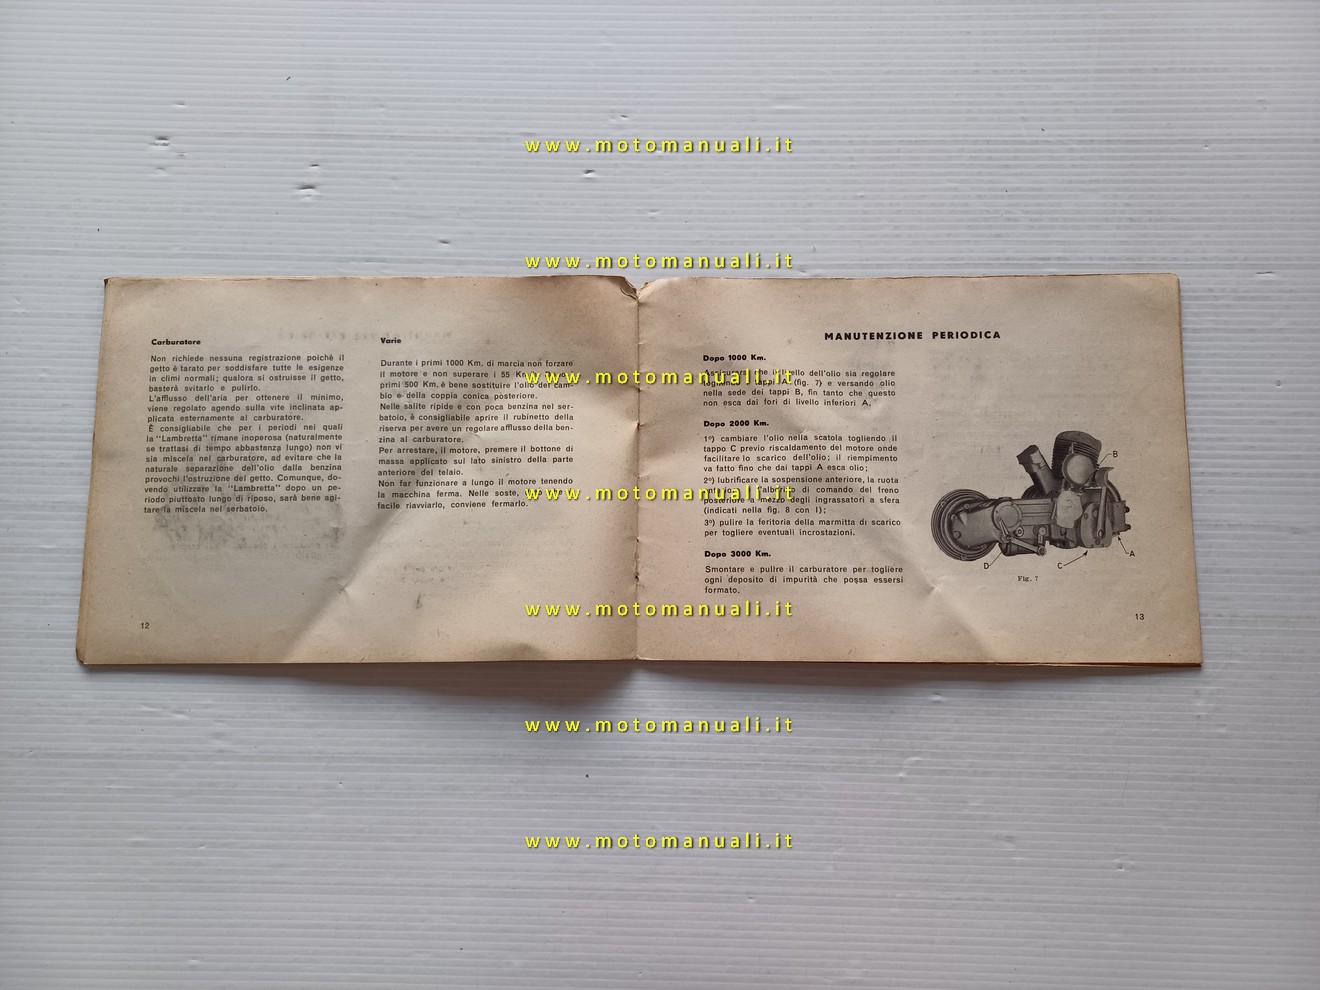 www.motomanuali.it
www.motomanuali.it
Carburatore
Non richiede nessuna registrazione poichè il
getto è tarato per soddisfare tutte le esigenze
in climi normali; qualora si ostruisse il getto,
basterà svitarlo e pulirlo.
L'afflusso dell'aria per ottenere il minimo,
viene regolato agendo sulla vite inclinata ap-
plicata esternamente al carburatore.
È consigliabile che per i periodi nei quali
la "Lambretta" rimane inoperosa (naturalmente
se trattasi di tempo abbastanza lungo) non vi
sia miscela nel carburatore, ad evitare che la
naturale separazione dell'olio dalla benzina
provochi l'ostruzione del getto. Comunque, do-
vendo utilizzare la "Lambretta" dopo un pe-
riodo piuttosto lungo di riposo, sarà bene agi-
tare la miscela nel serbatoio.
12
Varie
Durante i primi 1000 Km. di marcia non forzare
il motore e non superare i 55 Km.
primi 500 Km. è bene sostituire l'olio del cam-
bio e della coppia conica posteriore.
Nelle salite ripide e con poca benzina nel ser-
batoio, è consigliabile aprire il rubinetto della
riserva per avere un regolare afflusso della ben-
zina al carburatore.
Per arrestare, il motore, premere il bottone di
massa applicato sul lato sinistro della parte
anteriore del telaio.
Non far funzionare a lungo il motore tenendo
la macchina ferma. Nelle soste,
facile riavviarlo, conviene fermarlo.
MANUTENZIONE PERIODICA
Dopo 1000 Km.
Assicurarsi che il livello dell'olio sia regolare
tappi A (fig. 7) e versando olio
nella sede dei tappi B, fin tanto che questo
non esca dai fori di livello inferiori A.
Dopo 2000 Km.
1º) cambiare l'olio nella scatola togliendo il
tappo C previo riscaldamento del motore onde
facilitare lo scarico dell'olio; il riempimento
va fatto fino che dai tappi A esca olio;
2º) lubrificare la sospensione anteriore, la ruota
di comando del freno
posteriore a mezzo degli ingrassatori a sfera
(indicati nella fig. 8 con I);
3º) pulire la feritoria della marmitta di scarico
per togliere eventuali incrostazioni.
Dopo 3000 Km.
Smontare e pulire il carburatore per togliere
ogni deposito di impurità che possa essersi
formato.
B
A
C
D
Fig. 7
13
www.motomanuali.it
www.motomanuali.it
www.motomanuali.it
www.motomanuali.it
www.motomanuali.it